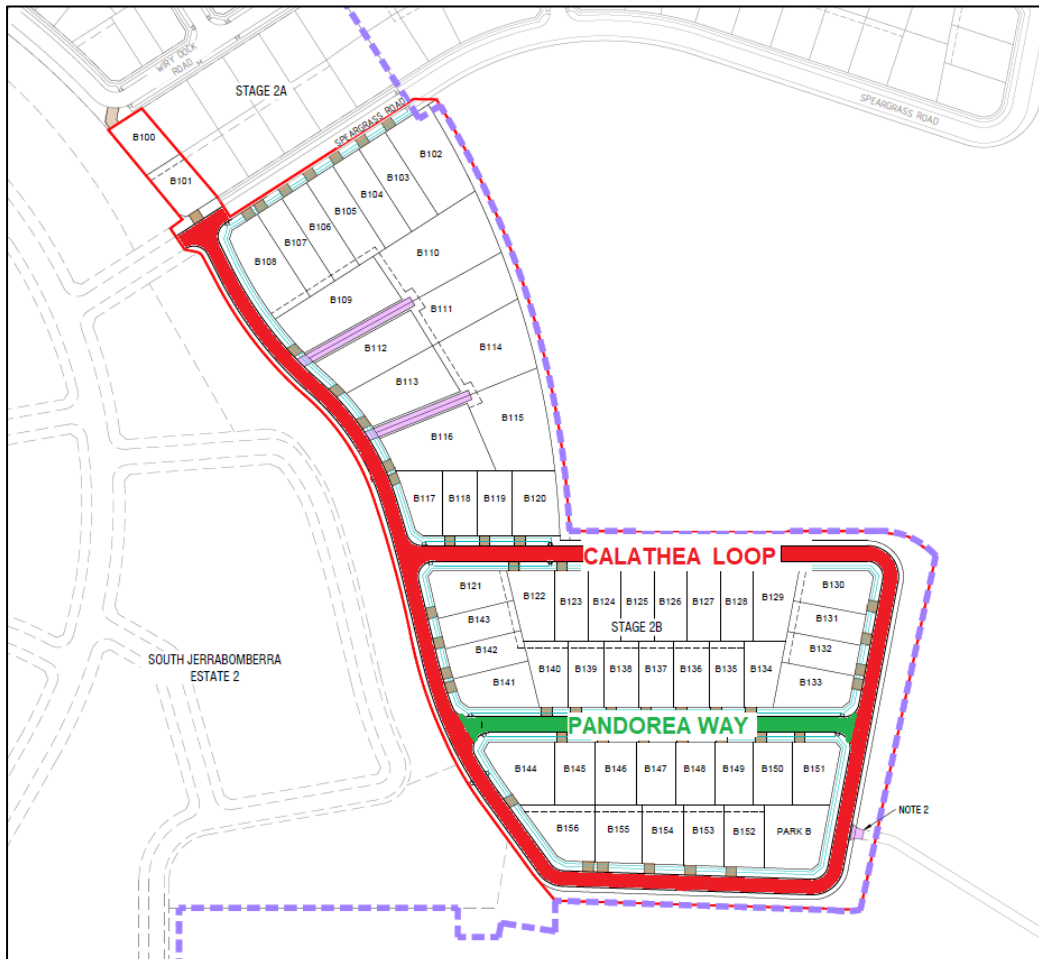 WIRY DOCK
ROAD
STAGE 2A
SPEARGRASS ROAD
SPEARGRASS ROAD
B100
B101
B102
B103
B104
B105
B106
B107
B108
B110
B109
B111
B112
B114
B113
B115
B116
B117
B118
B119
B120
CALATHEA LOOP
B121
B122
B123
B124
B125
B126
B127
B128
B129
B130
B143
B131
STAGE 2B
B142
B132
B141
B140
B139
B138
B137
B136
B135
B134
B133
SOUTH JERRABOMBERRA
ESTATE 2
PANDOREA WAY
B144
B145
B146
B147
B148
B149
B150
B151
NOTE 2
B156
B155
B154
B153
B152
PARK B